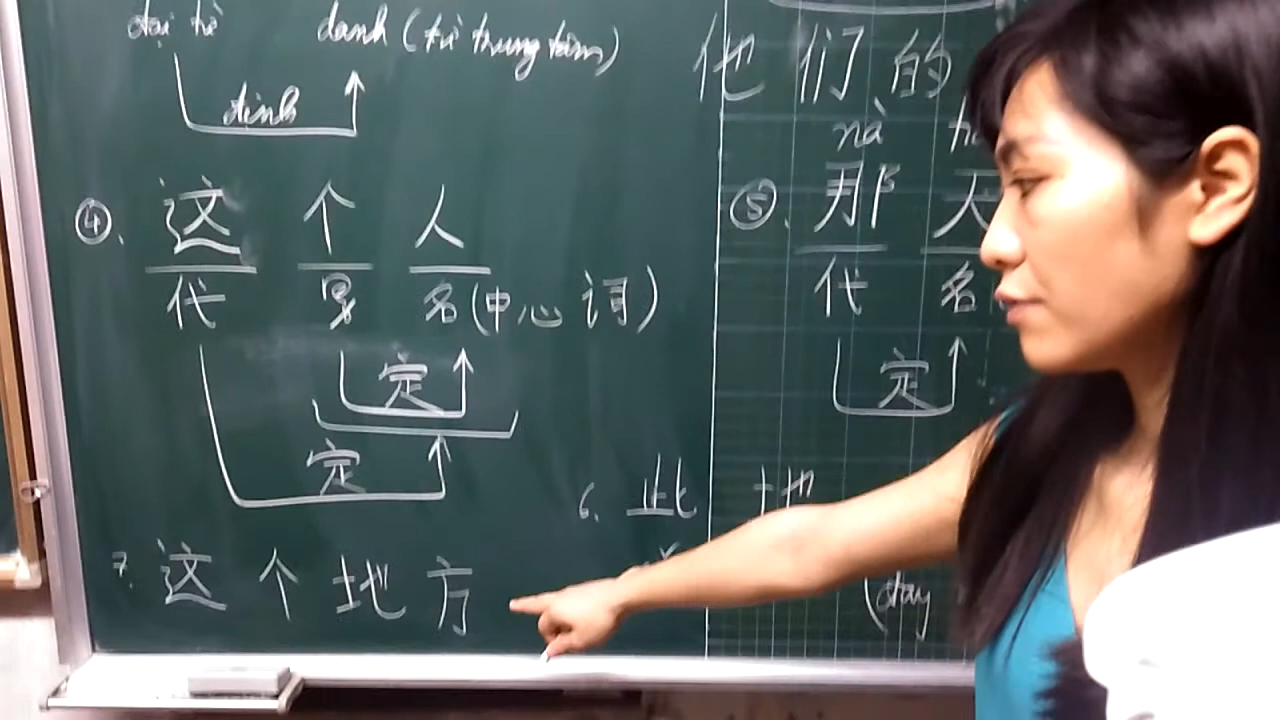 đại từ danh (từ trung tâm)
định
④. 这 个 人
代 另 名 (中心词)
定
定
7. 这个地方
他们的
nà
⑤. 那 天
代 名
定
6. 此 地
(đây